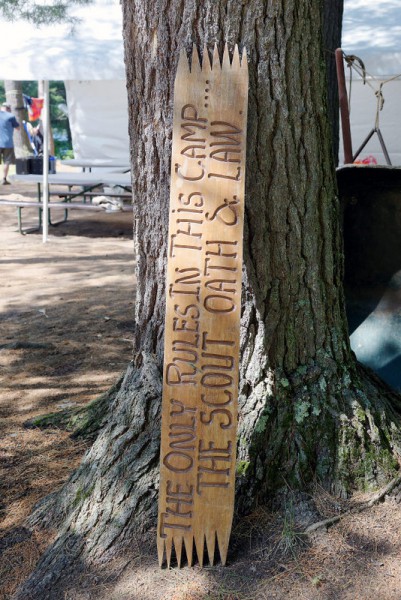 THE ONLY RULES IN THIS CAMP....
THE SCOUT OATH & LAW.